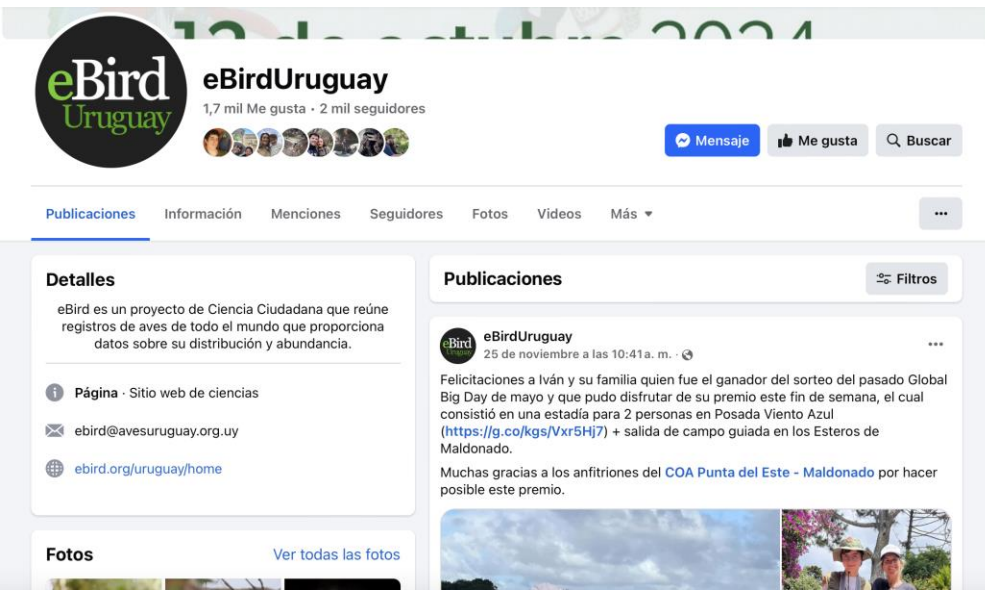 12 de octubre 2024
eBird
Uruguay
eBirdUruguay
1,7 mil Me gusta · 2 mil seguidores
Mensaje
Me gusta
Buscar
Publicaciones
Información
Menciones
Seguidores
Fotos
Videos
Más
Detalles
eBird es un proyecto de Ciencia Ciudadana que reúne
registros de aves de todo el mundo que proporciona
datos sobre su distribución y abundancia.
Página · Sitio web de ciencias
ebird@avesuruguay.org.uy
ebird.org/uruguay/home
Fotos
Ver todas las fotos
Publicaciones
Filtros
eBird
Uruguay
eBirdUruguay
25 de noviembre a las 10:41 a. m. ·
Felicitaciones a Iván y su familia quien fue el ganador del sorteo del pasado Global
Big Day de mayo y que pudo disfrutar de su premio este fin de semana, el cual
consistió en una estadía para 2 personas en Posada Viento Azul
(https://g.co/kgs/Vxr5Hj7) + salida de campo guiada en los Esteros de
Maldonado.
Muchas gracias a los anfitriones del COA Punta del Este - Maldonado por hacer
posible este premio.